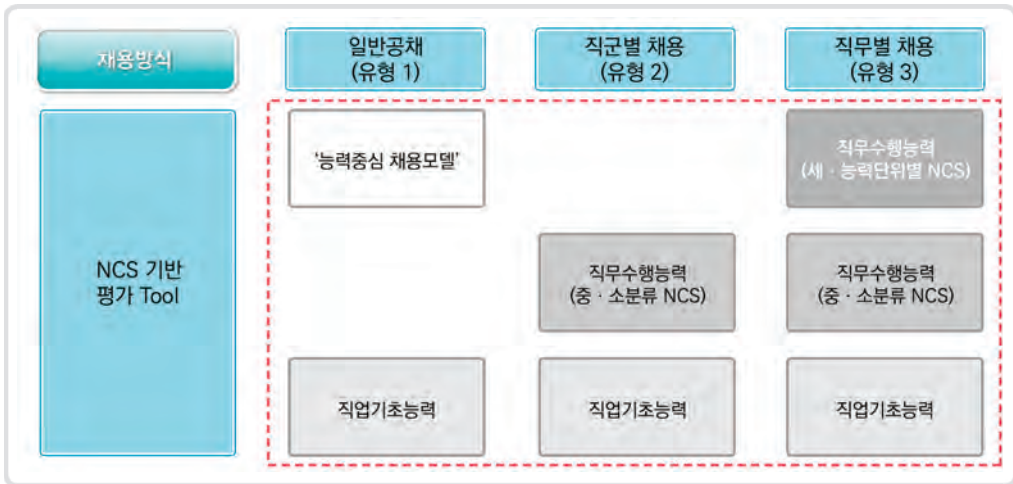 채용방식
일반공채
(유형 1)
직군별 채용
(유형 2)
직무별 채용
(유형 3)
NCS 기반
평가 Tool
'능력중심 채용모델'
직무수행능력
(세 · 능력단위별 NCS)
직무수행능력
(중 · 소분류 NCS)
직무수행능력
(중 · 소분류 NCS)
직업기초능력
직업기초능력
직업기초능력